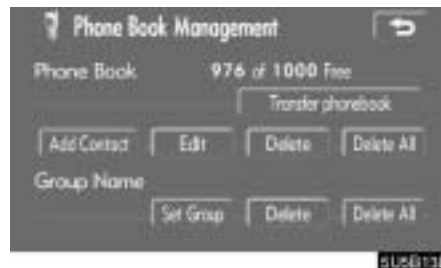 Phone Book Management
Phone Book 976 of 1000 Free
Transfer phonebook
Add Contact Edit Delete Delete All
Group Name
Set Group Delete Delete All